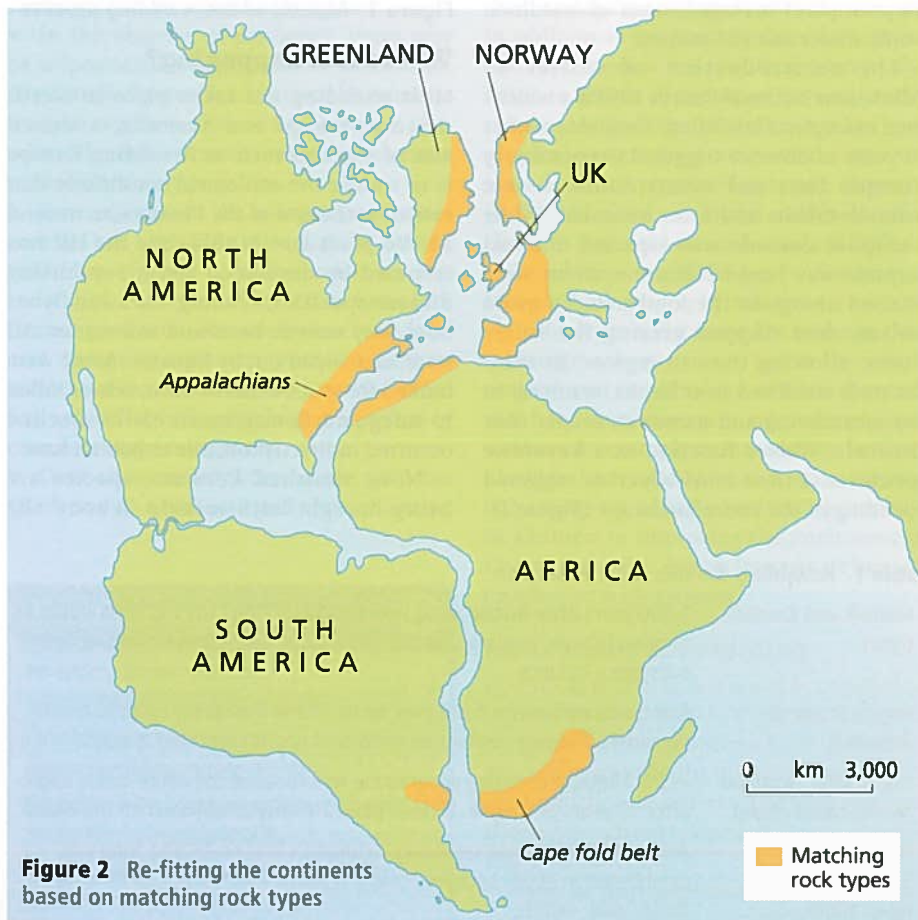 GREENLAND
NORWAY
UK
NORTH
AMERICA
Appalachians
AFRICA
SOUTH
AMERICA
0 km 3,000
Cape fold belt
Matching
rock types
Figure 2 Re-fitting the continents
based on matching rock types